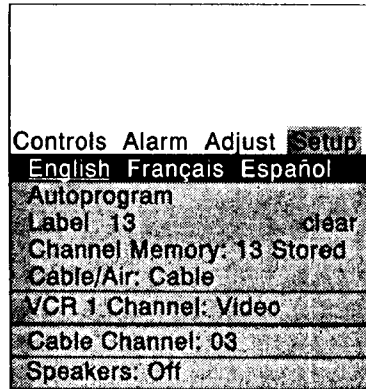 Controls Alarm Adjust Setup
English Français Español
Autoprogram
Label 13 clear
Channel Memory: 13 Stored
Cable/Air: Cable
VCR 1 Channel: Video
Cable Channel: 03
Speakers: Off